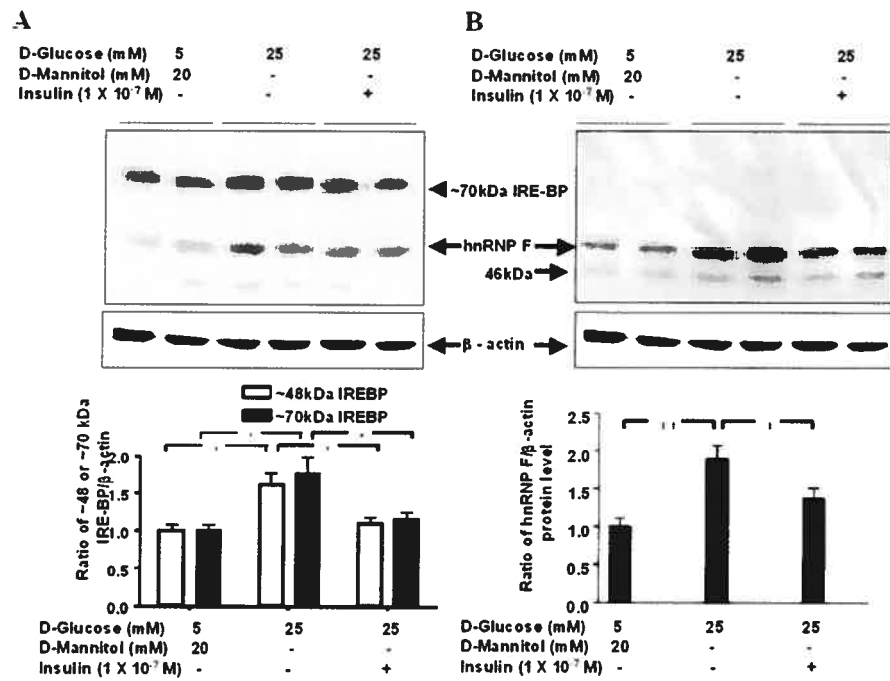 A
D-Glucose (mM) 5 25 25
D-Mannitol (mM) 20 - -
Insulin (1 X 10⁻⁷ M) - - +
~70kDa IRE-BP
hnRNP F
46kDa
β - actin
~48kDa IREBP
~70kDa IREBP
Ratio of ~48 or ~70 kDa
IRE-BP/β-actin
2.0
1.5
1.0
0.5
0.0
D-Glucose (mM) 5 25 25
D-Mannitol (mM) 20 - -
Insulin (1 X 10⁻⁷ M) - - +
B
D-Glucose (mM) 5 25 25
D-Mannitol (mM) 20 - -
Insulin (1 X 10⁻⁷ M) - - +
Ratio of hnRNP F/β-actin
protein level
2.5
2.0
1.5
1.0
0.5
0.0
D-Glucose (mM) 5 25 25
D-Mannitol (mM) 20 - -
Insulin (1 X 10⁻⁷ M) - - +